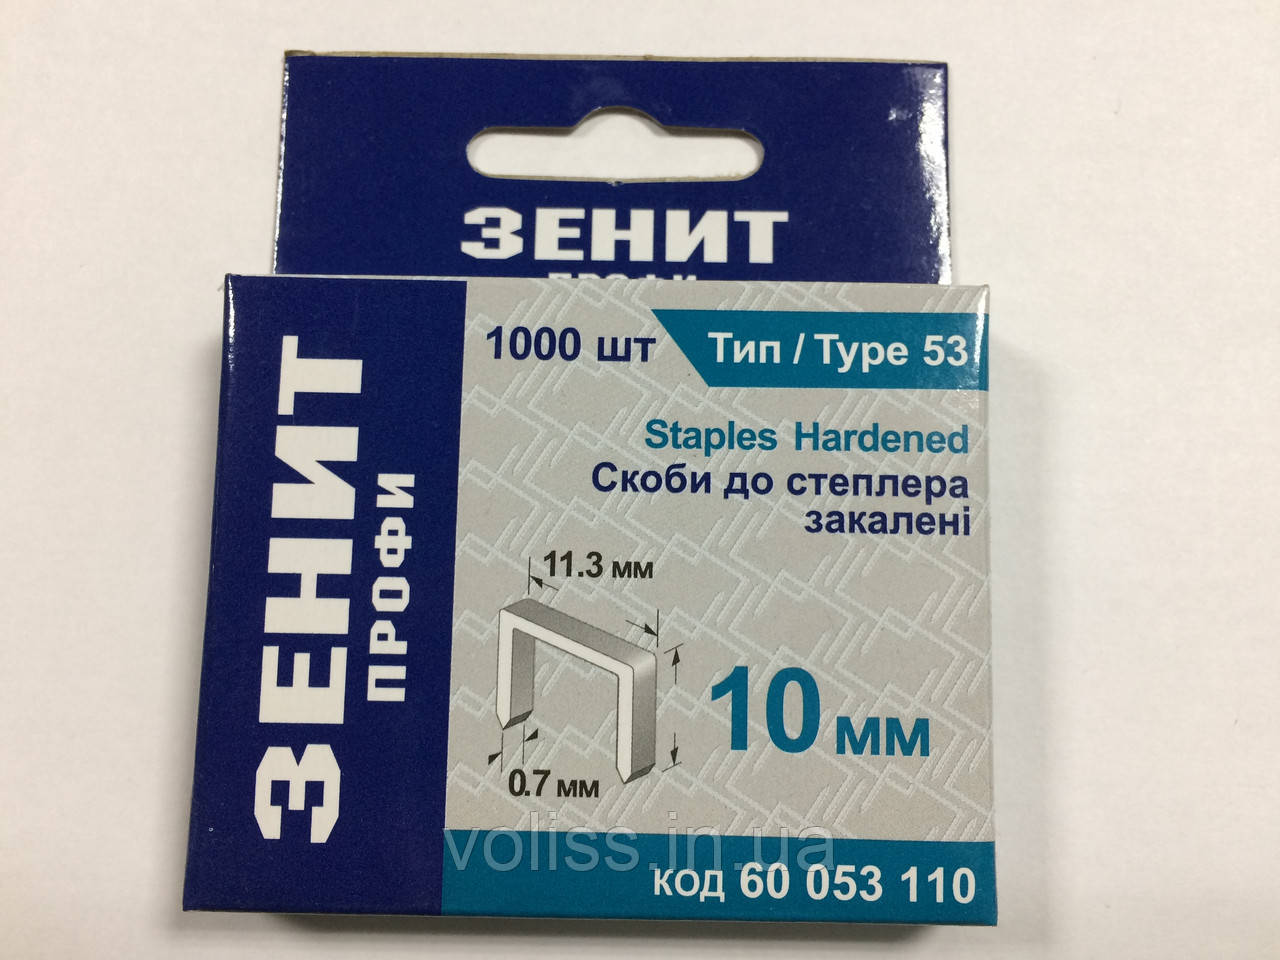 ЗЕНИТ
ПРОФИ
ЗЕНИТ
ПРОФИ
1000 шт
Тип / Type 53
Staples Hardened
Скоби до степлера
закалені
11.3 мм
10 мм
0.7 мм
voliss.in.ua
код 60 053 110